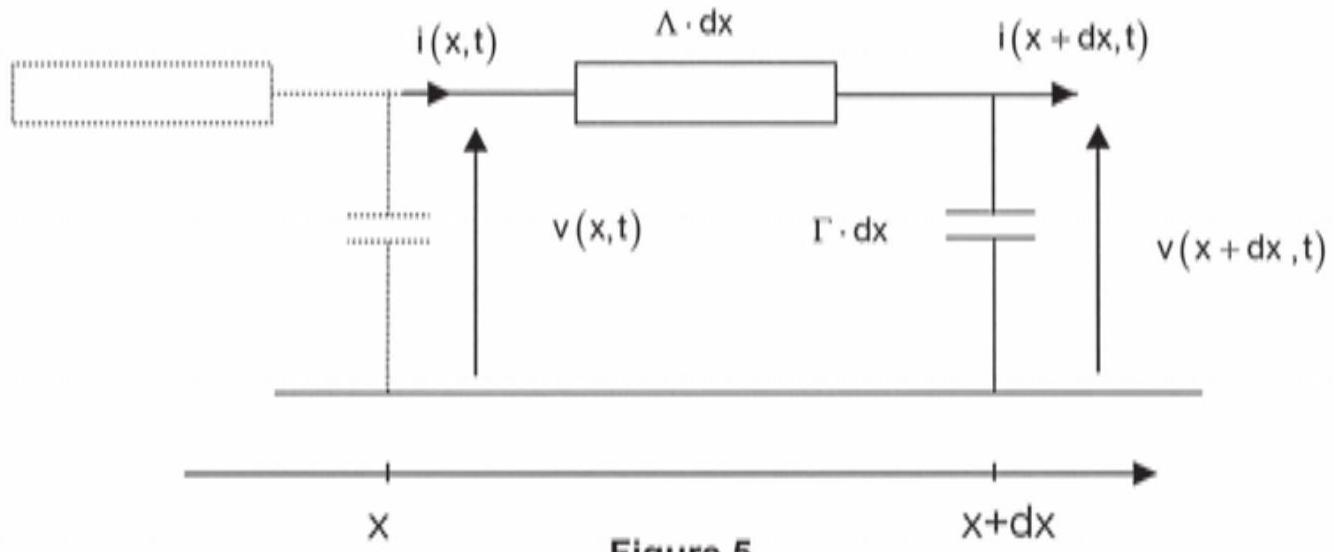 i(x,t)
Λ·dx
i(x + dx,t)
v(x,t)
Γ·dx
v(x + dx ,t)
x
x+dx
Figure 5